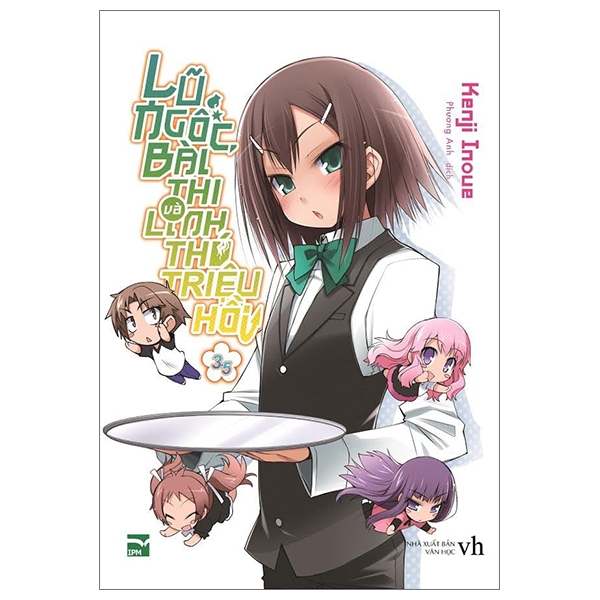 LŨ
NGỐC,
BÀI
THI
và
LINH
THÚ
TRIỆU
HỒI
3.5
Kenji Inoue
Phương Anh dịch
IPM
NHÀ XUẤT BẢN
VĂN HỌC
vh